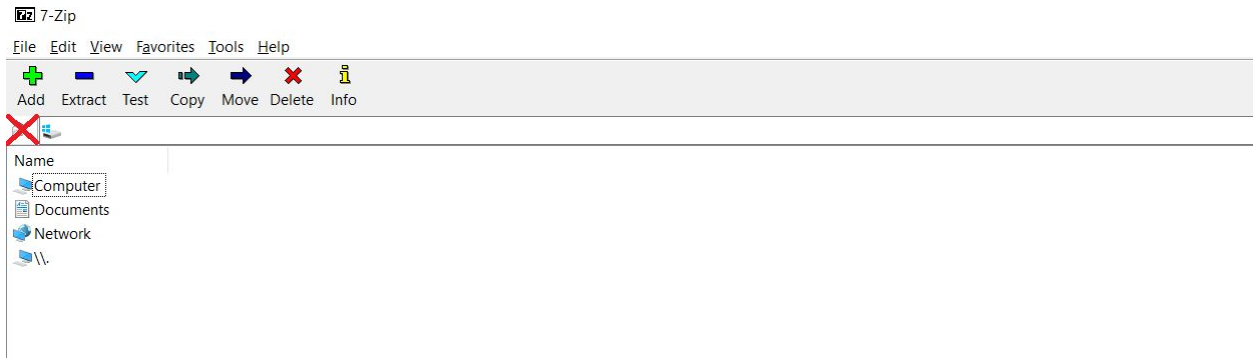 7-Zip
File Edit View Favorites Tools Help
Add Extract Test Copy Move Delete Info
Name
Computer
Documents
Network
\\.